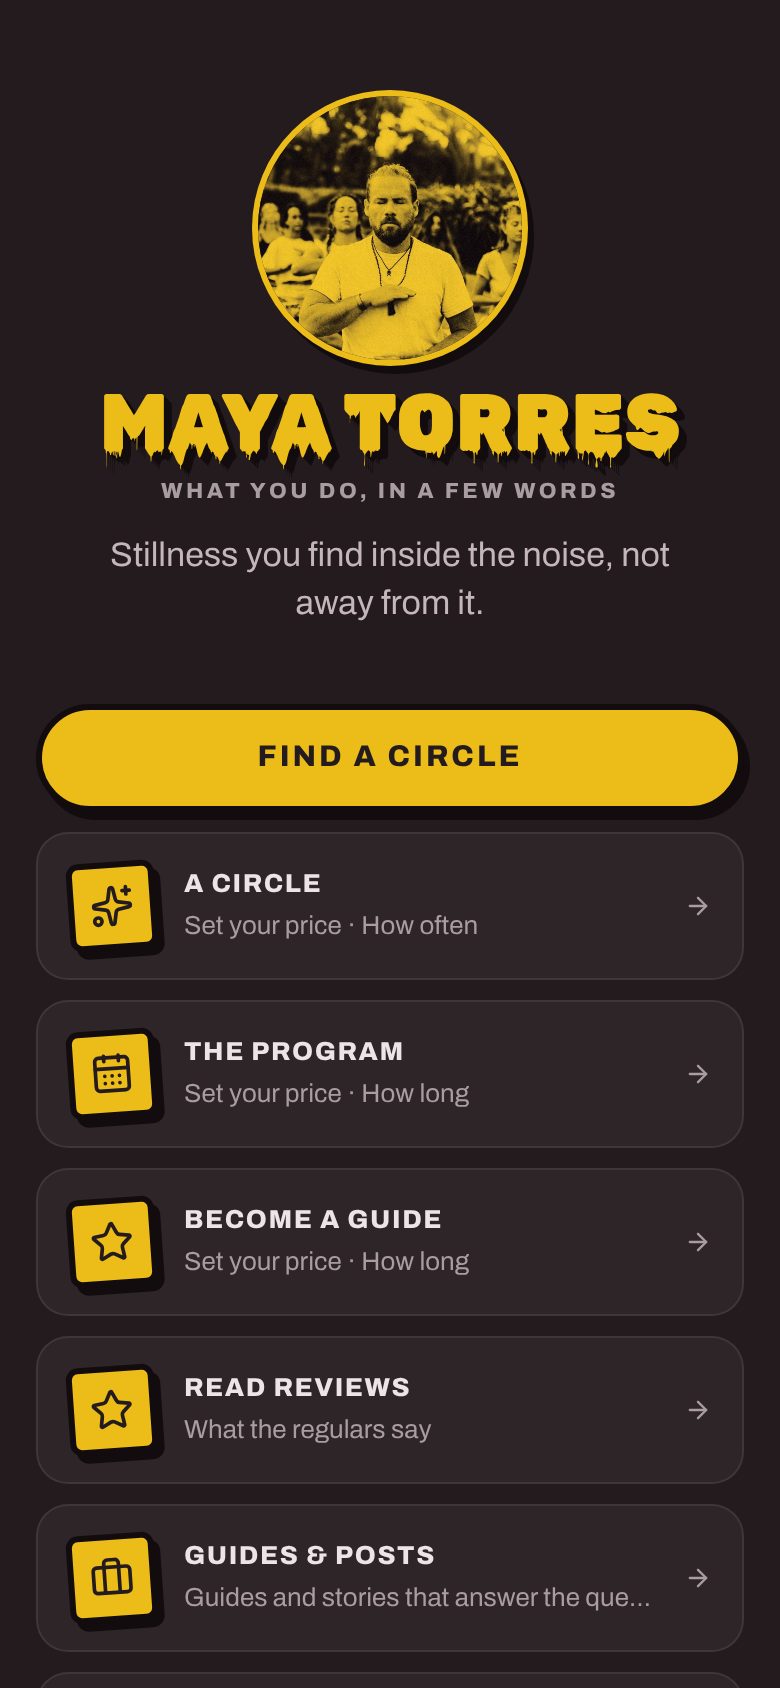 MAYA TORRES
WHAT YOU DO, IN A FEW WORDS
Stillness you find inside the noise, not
away from it.
FIND A CIRCLE
A CIRCLE
Set your price · How often
THE PROGRAM
Set your price · How long
BECOME A GUIDE
Set your price · How long
READ REVIEWS
What the regulars say
GUIDES & POSTS
Guides and stories that answer the que...